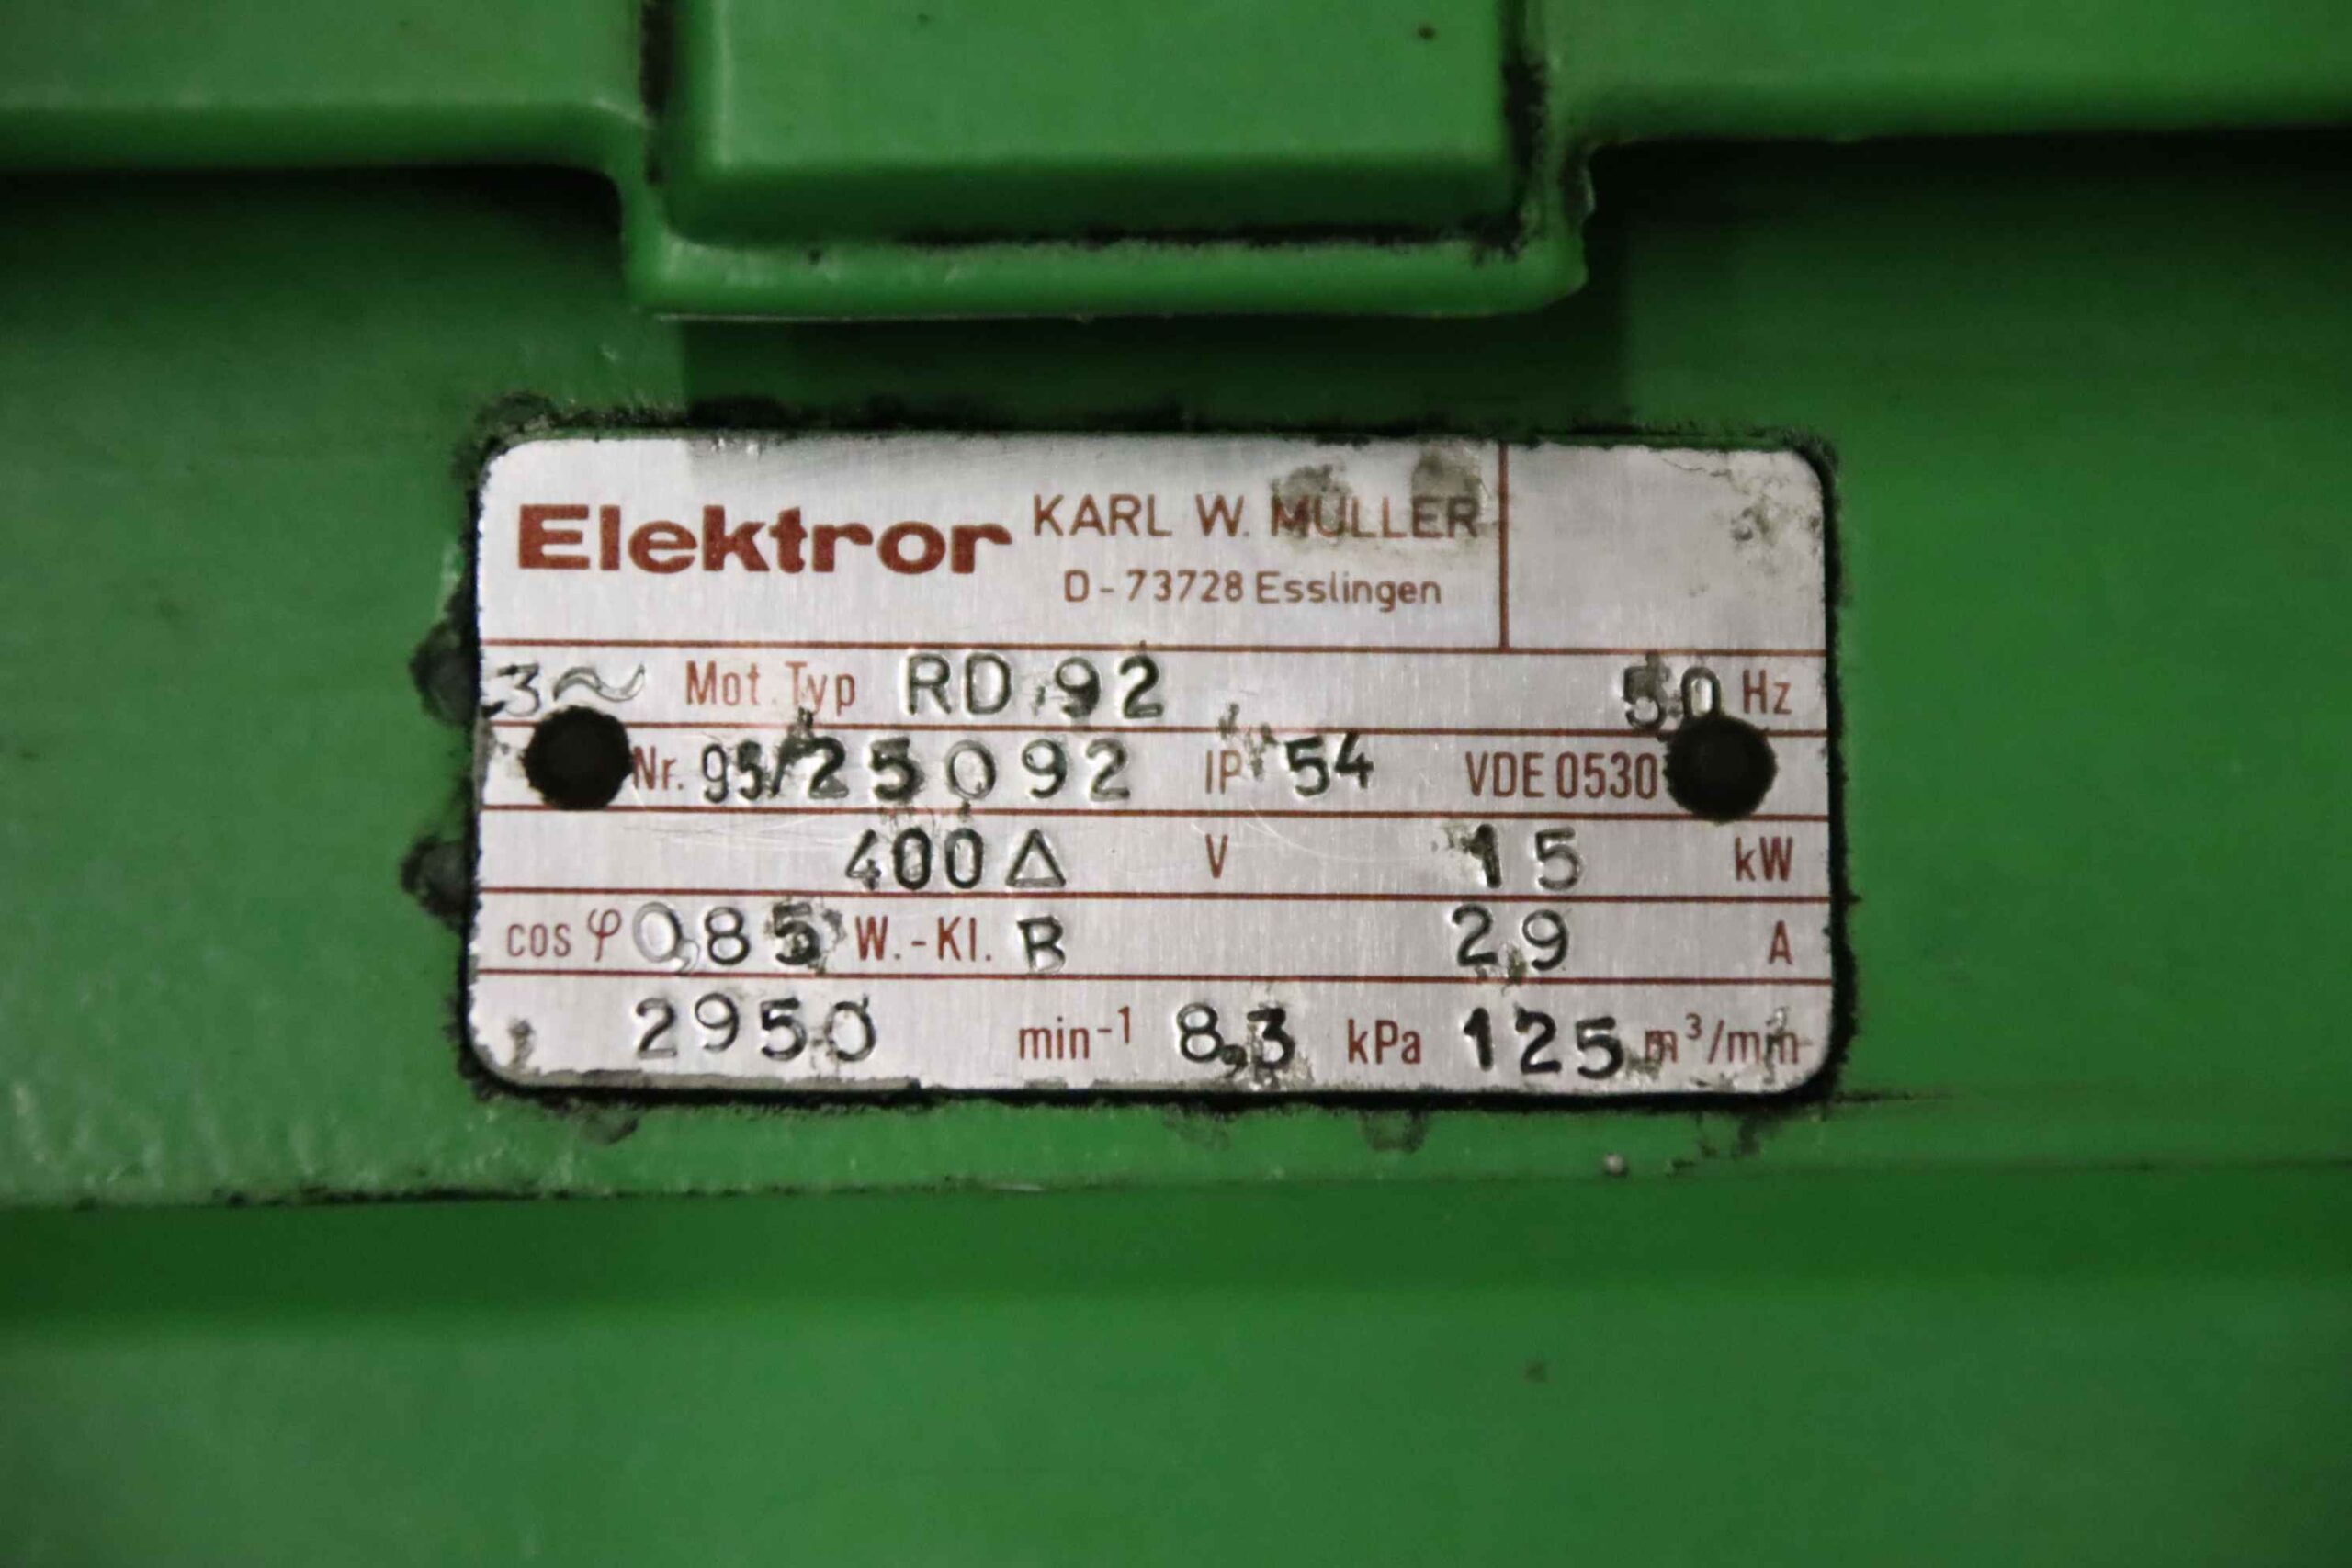 Elektror KARL W. MÜLLER
D-73728 Esslingen
3~ Mot. Typ RD 92 50 Hz
Nr. 95/25092 IP 54 VDE 0530
400 Δ V 15 kW
cos φ 0,85 W.-Kl. B 29 A
2950 min⁻¹ 8,3 kPa 125 m³/min